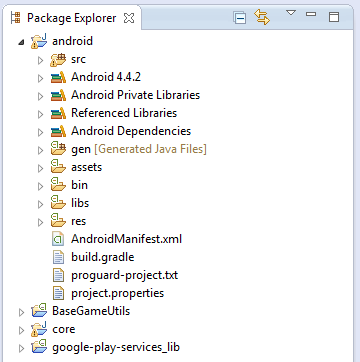 Package Explorer
android
src
Android 4.4.2
Android Private Libraries
Referenced Libraries
Android Dependencies
gen [Generated Java Files]
assets
bin
libs
res
AndroidManifest.xml
build.gradle
proguard-project.txt
project.properties
BaseGameUtils
core
google-play-services_lib